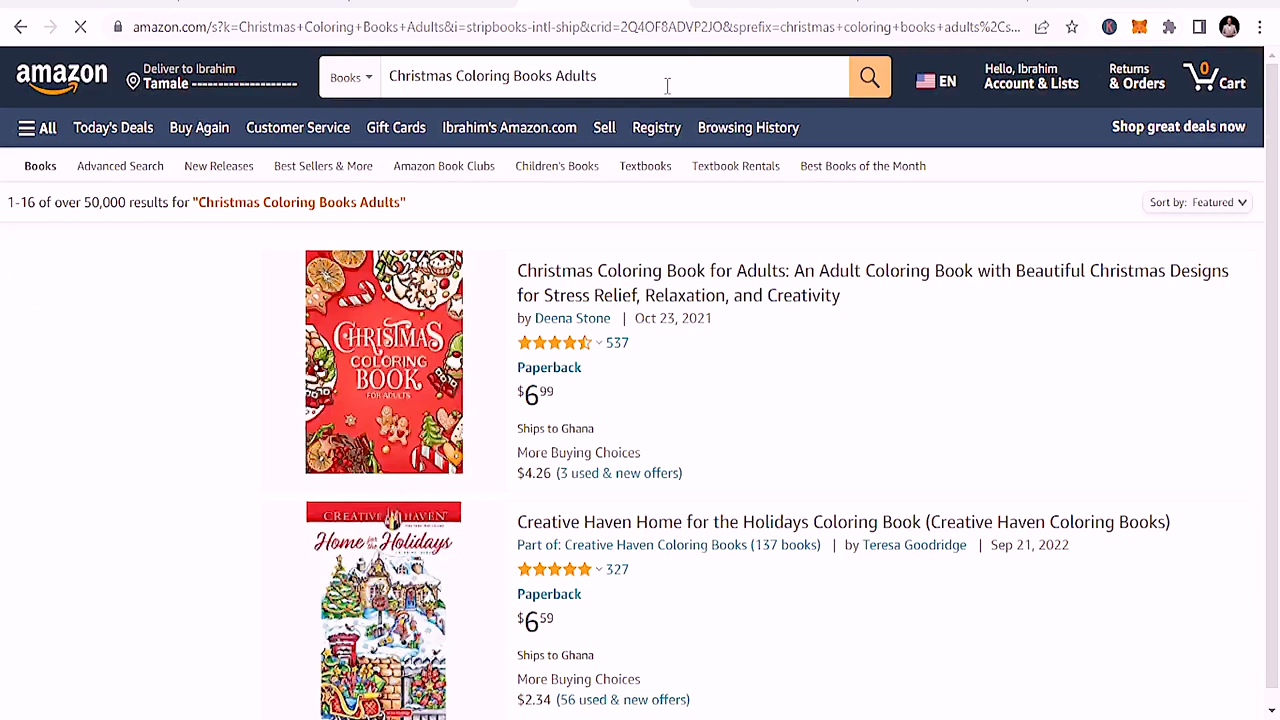 amazon.com/s?k=Christmas+Coloring+Books+Adults&i=stripbooks-intl-ship&crid=2Q4OF8ADVP2JO&sprefix=christmas+coloring+books+adults%2Cs...
amazon
Deliver to Ibrahim
Tamale
Books
Christmas Coloring Books Adults
EN
Hello, Ibrahim
Account & Lists
Returns
& Orders
0
Cart
All
Today's Deals
Buy Again
Customer Service
Gift Cards
Ibrahim's Amazon.com
Sell
Registry
Browsing History
Shop great deals now
Books
Advanced Search
New Releases
Best Sellers & More
Amazon Book Clubs
Children's Books
Textbooks
Textbook Rentals
Best Books of the Month
1-16 of over 50,000 results for "Christmas Coloring Books Adults"
Sort by: Featured
CHRISTMAS
COLORING
BOOK
FOR ADULTS
Christmas Coloring Book for Adults: An Adult Coloring Book with Beautiful Christmas Designs
for Stress Relief, Relaxation, and Creativity
by Deena Stone | Oct 23, 2021
537
Paperback
$6 99
Ships to Ghana
More Buying Choices
$4.26 (3 used & new offers)
CREATIVE HAVEN
Home for the Holidays
Creative Haven Home for the Holidays Coloring Book (Creative Haven Coloring Books)
Part of: Creative Haven Coloring Books (137 books) | by Teresa Goodridge | Sep 21, 2022
327
Paperback
$6 59
Ships to Ghana
More Buying Choices
$2.34 (56 used & new offers)